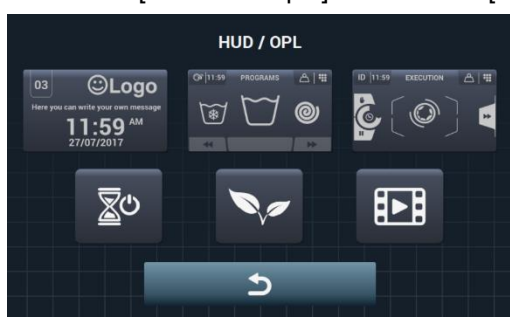 HUD / OPL
03
Logo
Here you can write your own message
11:59 AM
27/07/2017
11:59 PROGRAMS
ID 11:59 EXECUTION